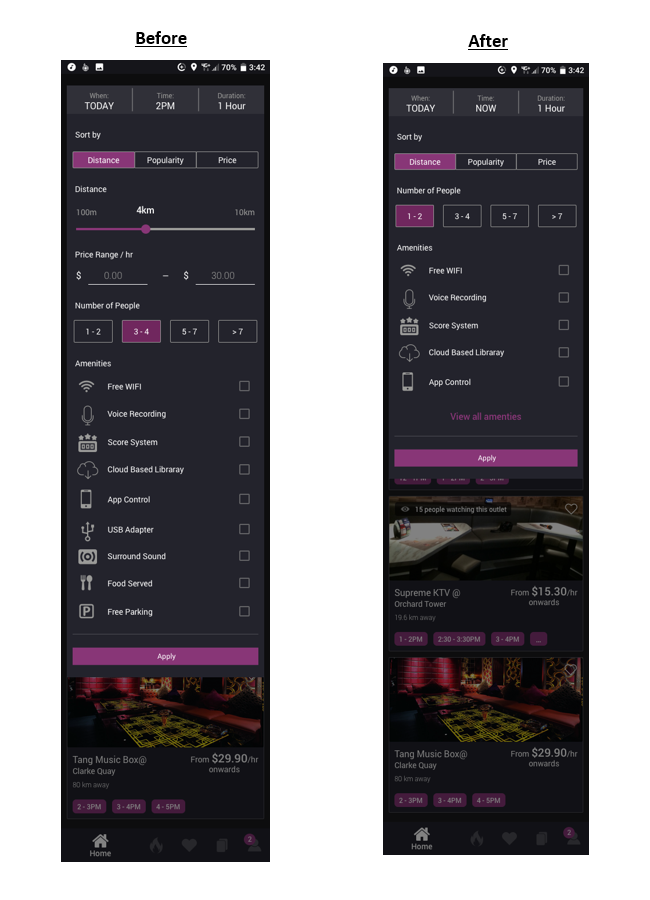 Before
70% 3:42
When: Time: Duration:
TODAY 2PM 1 Hour
Sort by
Distance Popularity Price
Distance
100m 4km 10km
Price Range / hr
$ 0.00 – $ 30.00
Number of People
1 - 2 3 - 4 5 - 7 > 7
Amenities
Free WIFI
Voice Recording
Score System
Cloud Based Libraray
App Control
USB Adapter
Surround Sound
Food Served
Free Parking
Apply
Tang Music Box@ From $29.90/hr
Clarke Quay onwards
80 km away
2 - 3PM 3 - 4PM 4 - 5PM
2
Home
After
70% 3:42
When: Time: Duration:
TODAY NOW 1 Hour
Sort by
Distance Popularity Price
Number of People
1 - 2 3 - 4 5 - 7 > 7
Amenities
Free WIFI
Voice Recording
Score System
Cloud Based Libraray
App Control
View all amenties
Apply
15 people watching this outlet
Supreme KTV @ From $15.30/hr
Orchard Tower onwards
19.6 km away
1 - 2PM 2:30 - 3:30PM 3 - 4PM ...
Tang Music Box@ From $29.90/hr
Clarke Quay onwards
80 km away
2 - 3PM 3 - 4PM 4 - 5PM
2
Home